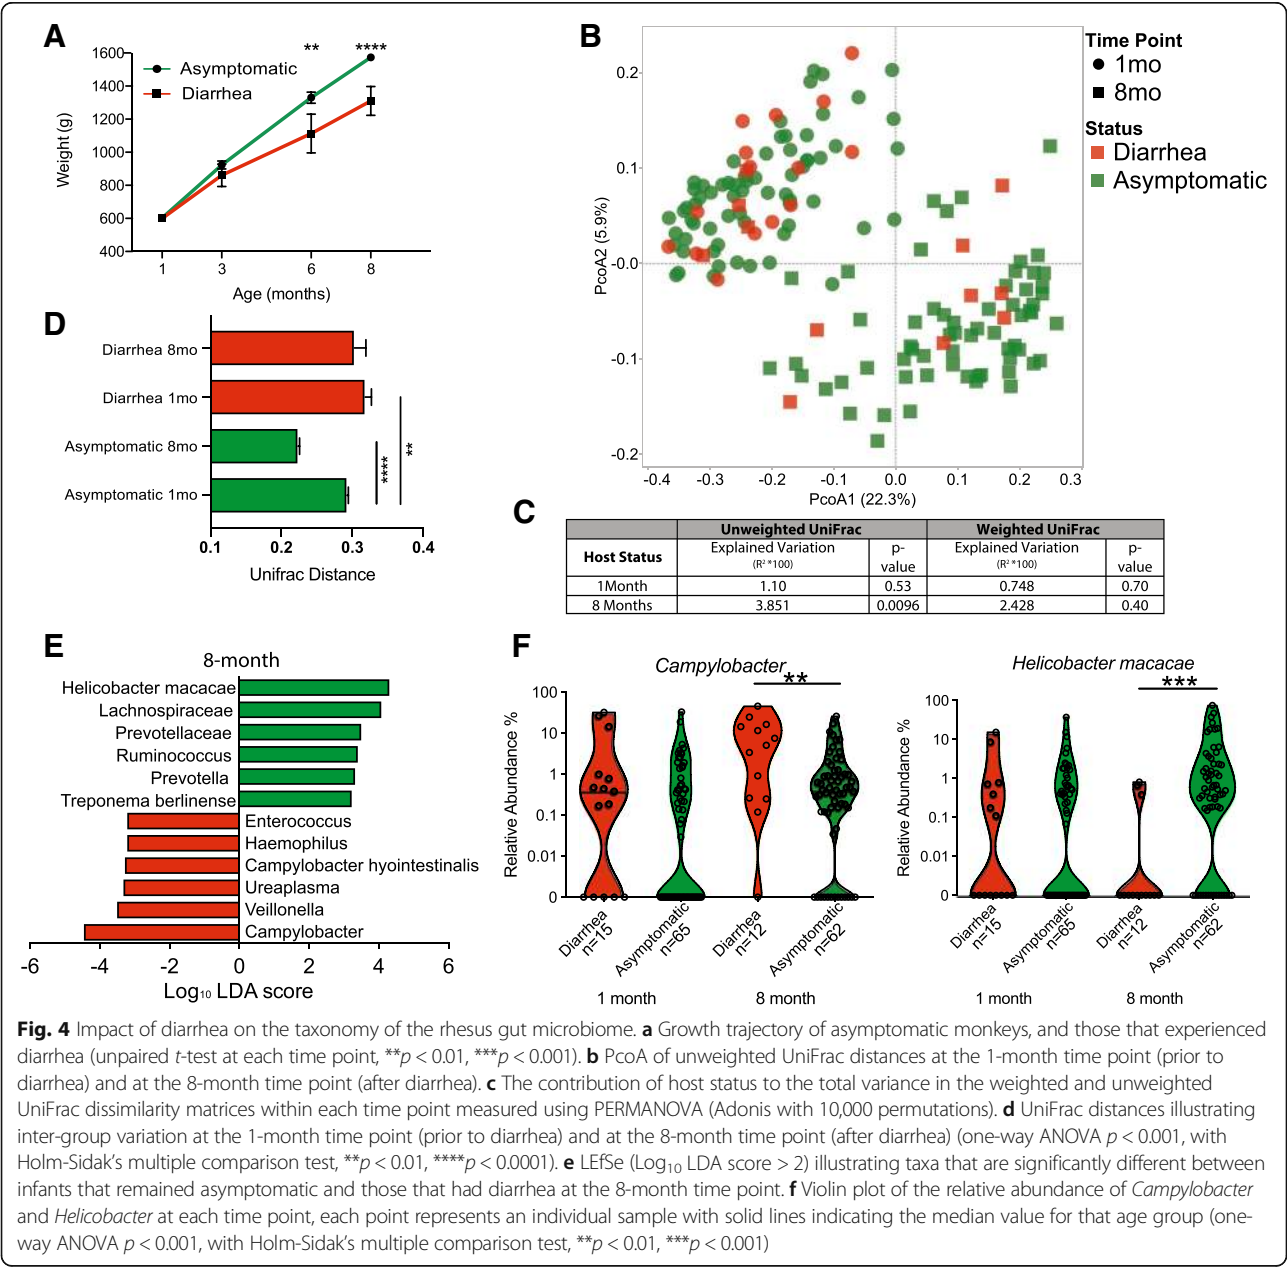 A
1600
1400
1200
1000
800
600
400
Weight (g)
Asymptomatic
Diarrhea
**
****
1
3
6
8
Age (months)
B
0.2
0.1
-0.0
-0.1
-0.2
PcoA2 (5.9%)
-0.4
-0.3
-0.2
-0.1
0.0
0.1
0.2
0.3
PcoA1 (22.3%)
Time Point
1mo
8mo
Status
Diarrhea
Asymptomatic
D
Diarrhea 8mo
Diarrhea 1mo
Asymptomatic 8mo
Asymptomatic 1mo
****
**
0.1
0.2
0.3
0.4
Unifrac Distance
C
Unweighted UniFrac Weighted UniFrac
Host Status Explained Variation (R² *100) p-value Explained Variation (R² *100) p-value
1Month 1.10 0.53 0.748 0.70
8 Months 3.851 0.0096 2.428 0.40
E
8-month
Helicobacter macacae
Lachnospiraceae
Prevotellaceae
Ruminococcus
Prevotella
Treponema berlinense
Enterococcus
Haemophilus
Campylobacter hyointestinalis
Ureaplasma
Veillonella
Campylobacter
-6
-4
-2
0
2
4
6
Log₁₀ LDA score
F
Campylobacter
**
100
10
1
0.1
0.01
0
Relative Abundance %
Diarrhea n=15
Asymptomatic n=65
Diarrhea n=12
Asymptomatic n=62
1 month
8 month
Helicobacter macacae
***
100
10
1
0.1
0.01
0
Relative Abundance %
Diarrhea n=15
Asymptomatic n=65
Diarrhea n=12
Asymptomatic n=62
1 month
8 month
Fig. 4 Impact of diarrhea on the taxonomy of the rhesus gut microbiome. a Growth trajectory of asymptomatic monkeys, and those that experienced
diarrhea (unpaired t-test at each time point, **p < 0.01, ***p < 0.001). b PcoA of unweighted UniFrac distances at the 1-month time point (prior to
diarrhea) and at the 8-month time point (after diarrhea). c The contribution of host status to the total variance in the weighted and unweighted
UniFrac dissimilarity matrices within each time point measured using PERMANOVA (Adonis with 10,000 permutations). d UniFrac distances illustrating
inter-group variation at the 1-month time point (prior to diarrhea) and at the 8-month time point (after diarrhea) (one-way ANOVA p < 0.001, with
Holm-Sidak's multiple comparison test, **p < 0.01, ****p < 0.0001). e LEfSe (Log₁₀ LDA score > 2) illustrating taxa that are significantly different between
infants that remained asymptomatic and those that had diarrhea at the 8-month time point. f Violin plot of the relative abundance of Campylobacter
and Helicobacter at each time point, each point represents an individual sample with solid lines indicating the median value for that age group (one-
way ANOVA p < 0.001, with Holm-Sidak's multiple comparison test, **p < 0.01, ***p < 0.001)